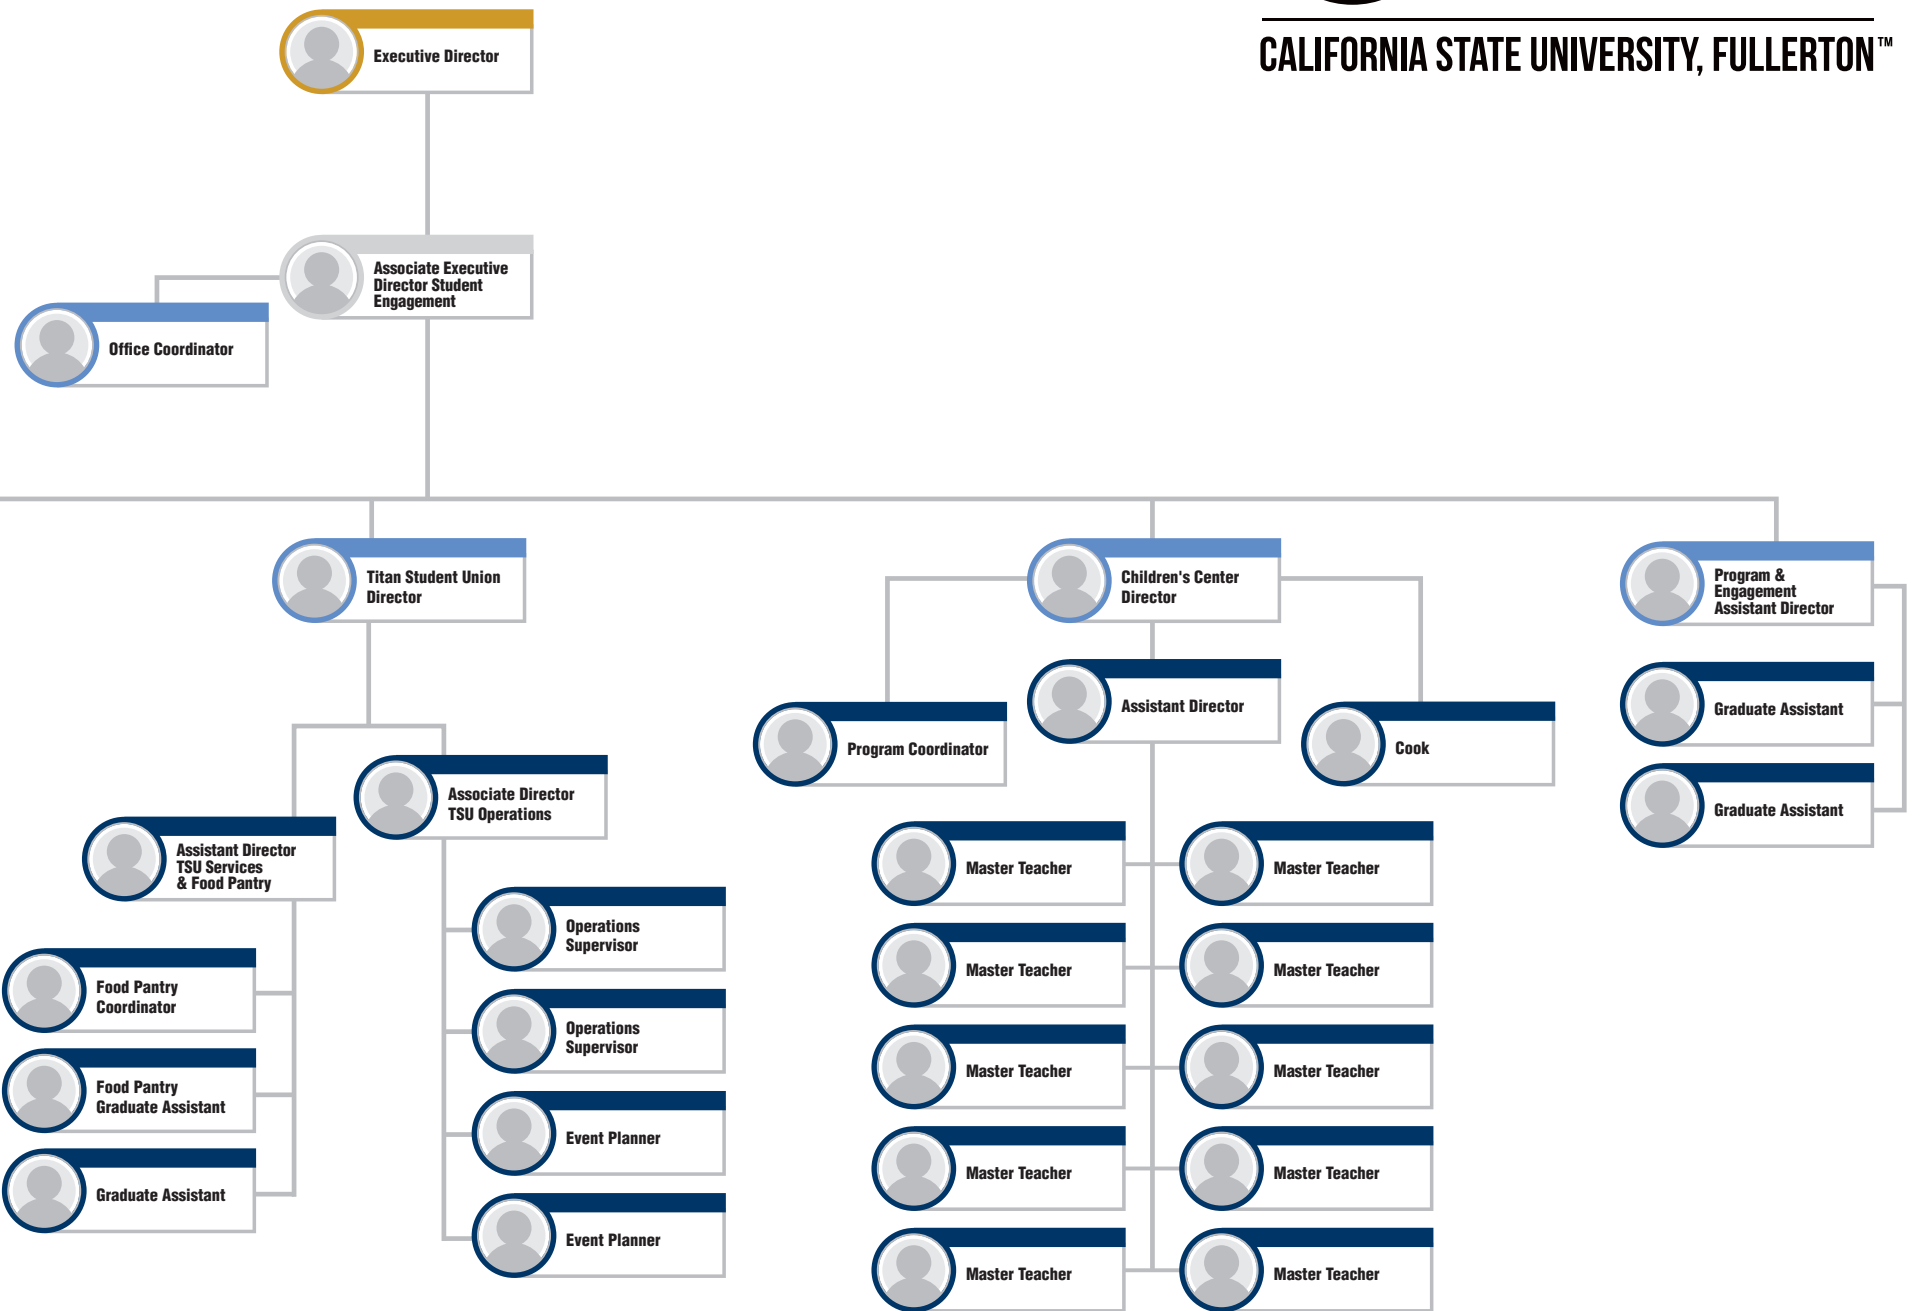 CALIFORNIA STATE UNIVERSITY, FULLERTON™
Executive Director
Associate Executive
Director Student
Engagement
Office Coordinator
Titan Student Union
Director
Children's Center
Director
Program &
Engagement
Assistant Director
Assistant Director
Program Coordinator
Cook
Graduate Assistant
Graduate Assistant
Associate Director
TSU Operations
Assistant Director
TSU Services
& Food Pantry
Operations
Supervisor
Operations
Supervisor
Event Planner
Event Planner
Food Pantry
Coordinator
Food Pantry
Graduate Assistant
Graduate Assistant
Master Teacher
Master Teacher
Master Teacher
Master Teacher
Master Teacher
Master Teacher
Master Teacher
Master Teacher
Master Teacher
Master Teacher